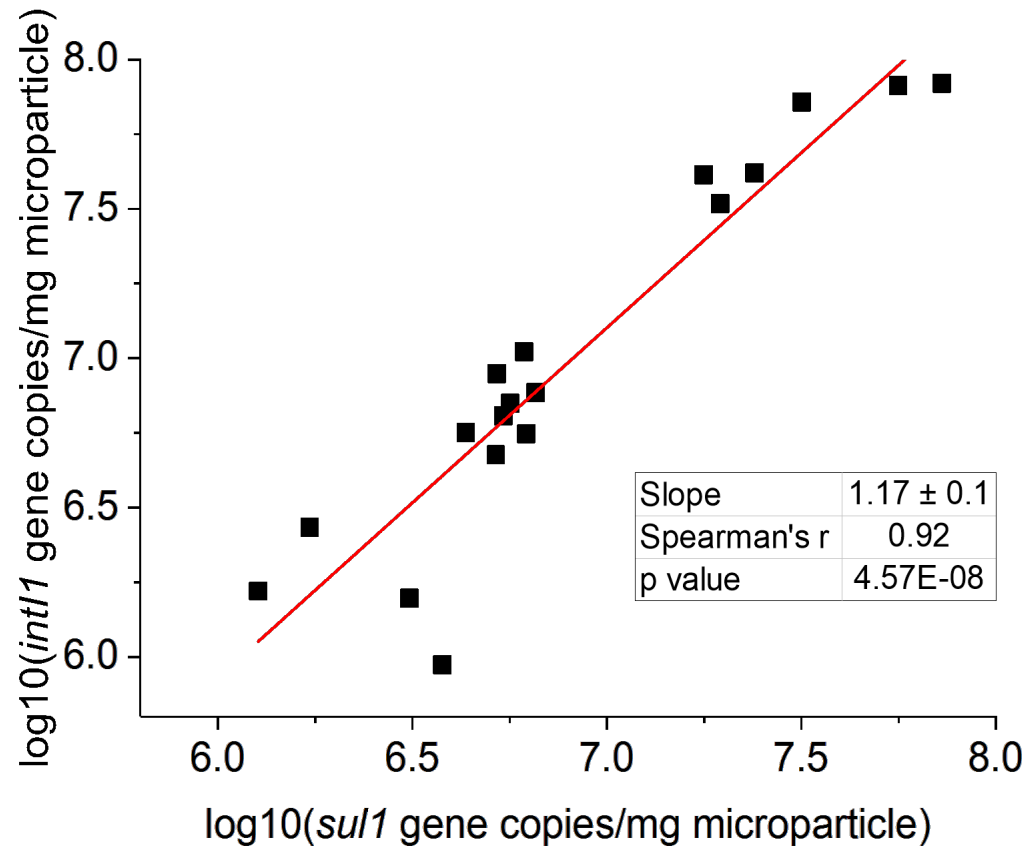 log10(intI1 gene copies/mg microparticle)
8.0
7.5
7.0
6.5
6.0
Slope 1.17 ± 0.1
Spearman's r 0.92
p value 4.57E-08
6.0 6.5 7.0 7.5 8.0
log10(sul1 gene copies/mg microparticle)